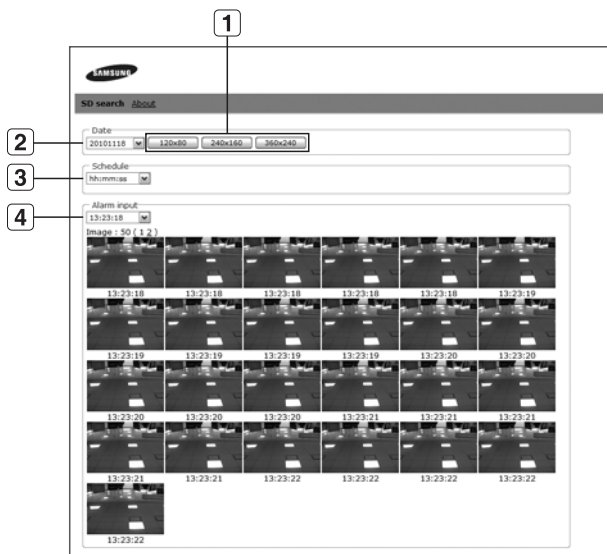 1
SAMSUNG
SD search About
2
Date
20101118 120x80 240x160 360x240
3
Schedule
hh:mm:ss
4
Alarm input
13:23:18
Image : 50 ( 1 2 )
13:23:18 13:23:18 13:23:18 13:23:18 13:23:18 13:23:19
13:23:19 13:23:19 13:23:19 13:23:19 13:23:20 13:23:20
13:23:20 13:23:20 13:23:20 13:23:21 13:23:21 13:23:21
13:23:21 13:23:21 13:23:22 13:23:22 13:23:22 13:23:22
13:23:22